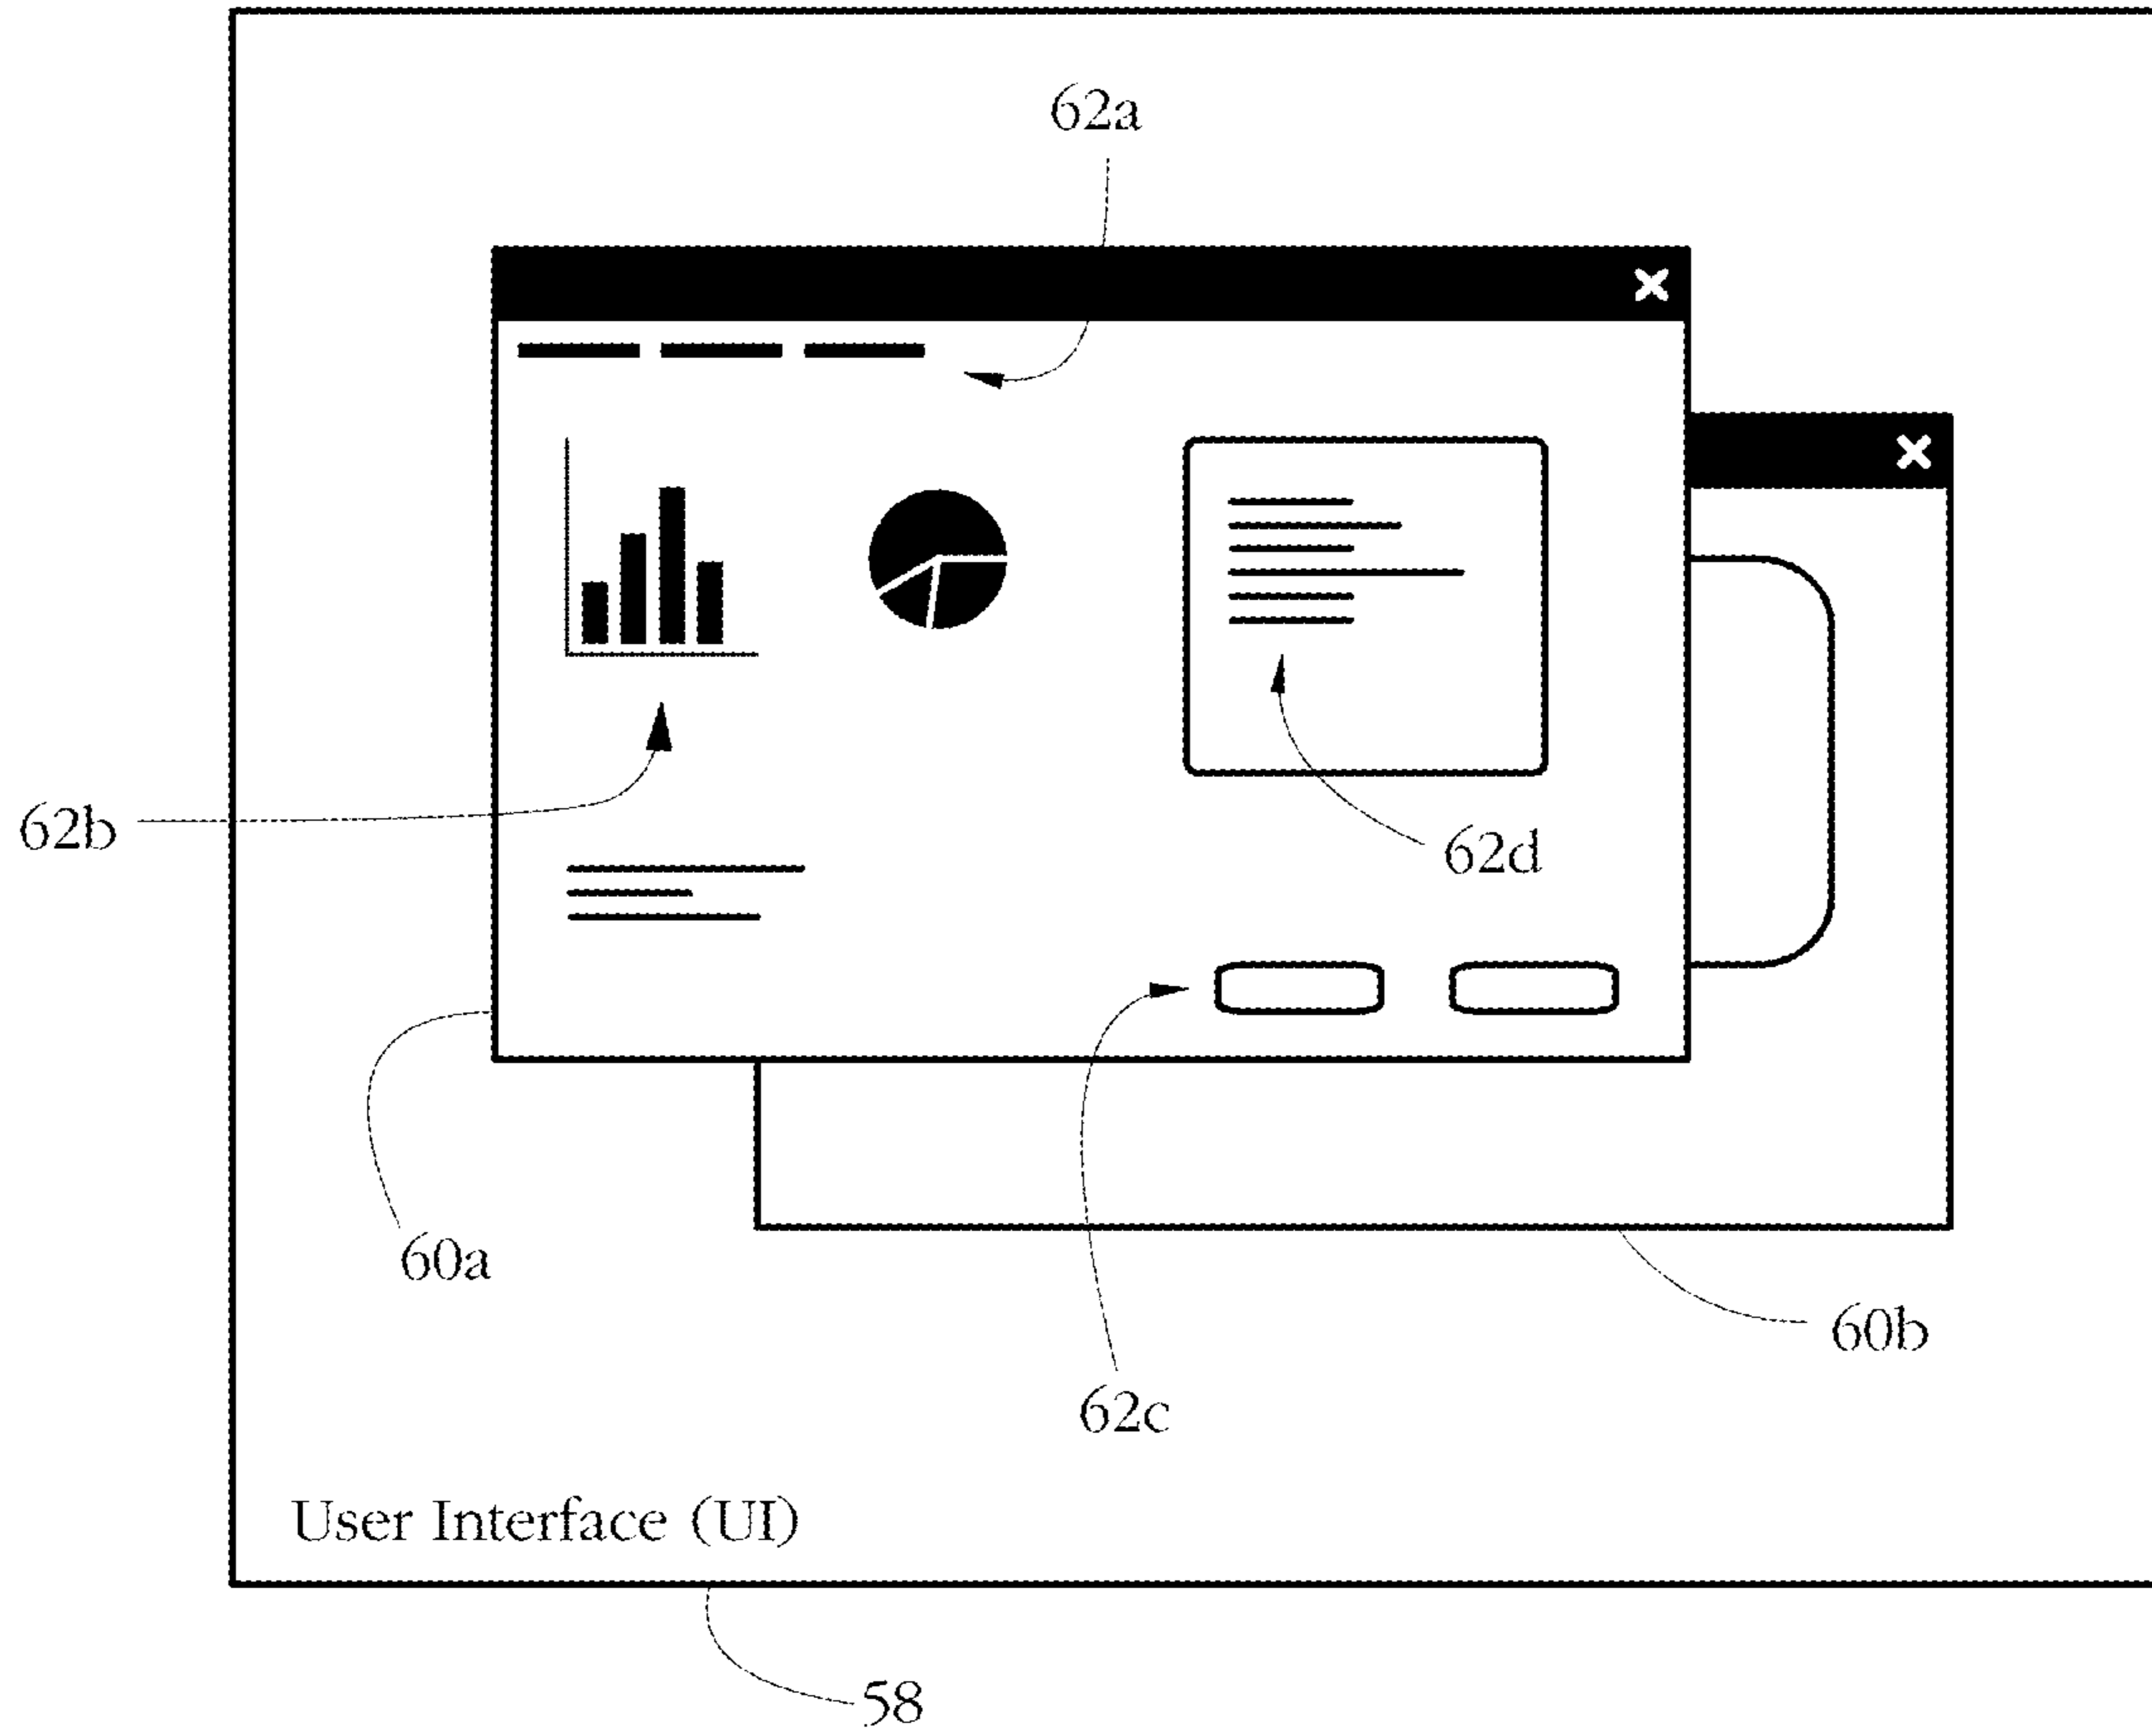 62a
62b
62d
60a
60b
62c
User Interface (UI)
58